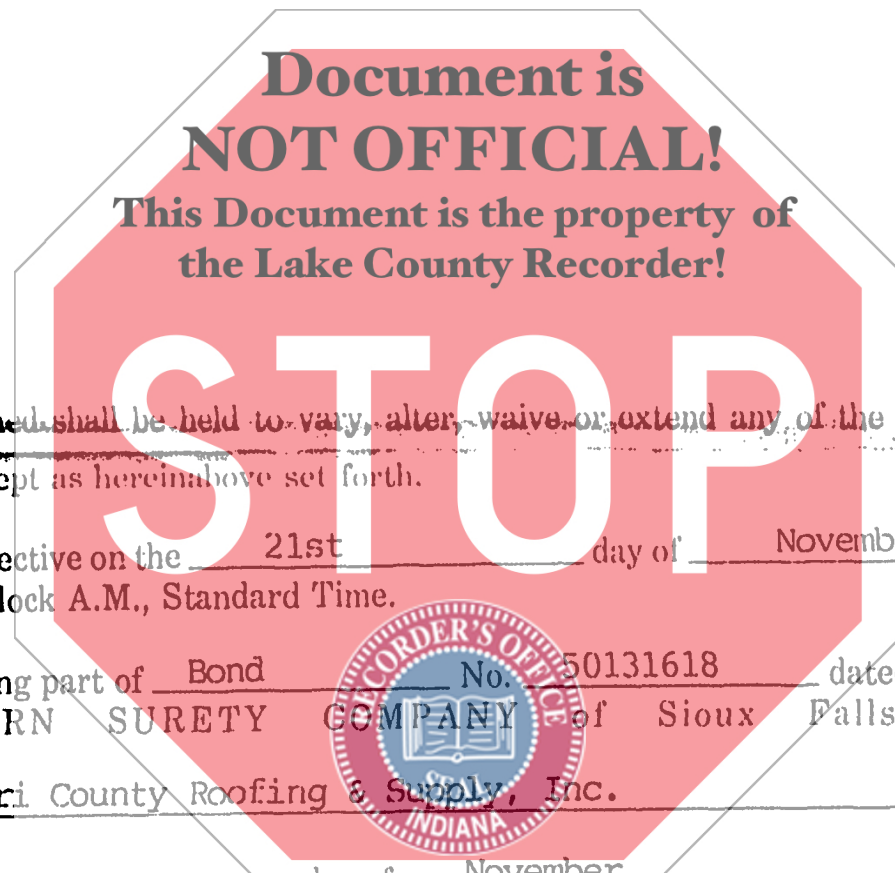 Document is
NOT OFFICIAL!
This Document is the property of
the Lake County Recorder!
STOP
ed shall be held to vary, alter, waive or extend any of the
ept as hereinabove set forth.
ective on the 21st day of Novemb
lock A.M., Standard Time.
ng part of Bond No. 50131618 date
RN SURETY COMPANY of Sioux Falls
ri County Roofing & Supply, Inc.
November
RECORDER'S OFFICE
SEAL
INDIANA